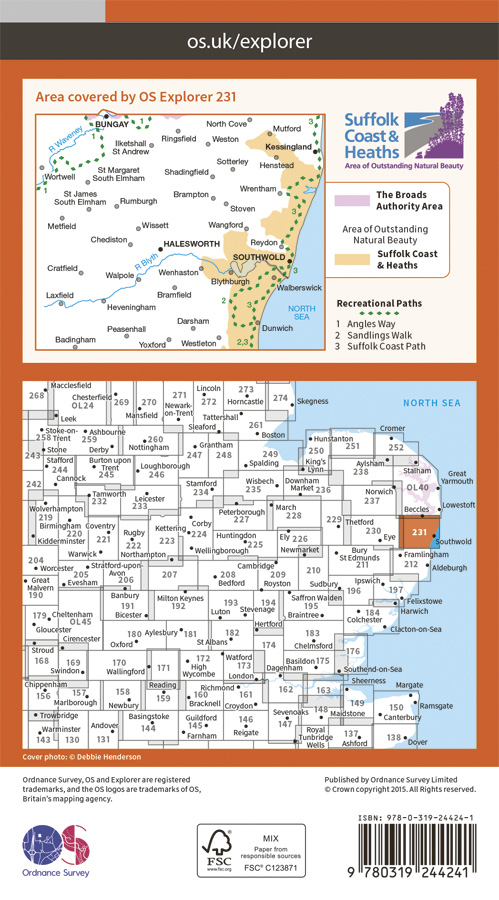 os.uk/explorer
Area covered by OS Explorer 231
BUNGAY
R Waveney
1
1
1
North Cove
Mutford
3
Ilketshall
St Andrew
Ringsfield
Weston
Kessingland
Wortwell
St Margaret
South Elmham
Shadingfield
Sotterley
Henstead
St James
South Elmham
Rumburgh
Brampton
Wrentham
Metfield
Stoven
3
Wissett
Wangford
Chediston
HALESWORTH
Reydon
3
Cratfield
Walpole
R Blyth
Wenhaston
SOUTHWOLD
Blythburgh
3
Laxfield
Bramfield
Walberswick
Heveningham
2
3
NORTH
SEA
Peasenhall
Darsham
Dunwich
Badingham
Yoxford
Westleton
2,3
Suffolk
Coast &
Heaths
Area of Outstanding Natural Beauty
The Broads
Authority Area
Area of Outstanding
Natural Beauty
Suffolk Coast
& Heaths
Recreational Paths
1 Angles Way
2 Sandlings Walk
3 Suffolk Coast Path
NORTH SEA
Macclesfield
268
Chesterfield
OL24
269
270
Mansfield
271
Newark-
on-Trent
Lincoln
272
273
Horncastle
274
Skegness
Leek
Stoke-on-
Trent
258
Ashbourne
259
260
Nottingham
Sleaford
Tattershall
261
Boston
Hunstanton
250
251
Cromer
252
243
Stone
Derby
247
Grantham
248
249
Spalding
King's
Lynn
Aylsham
238
Stalham
Great
Yarmouth
Stafford
244
Burton upon
Trent
245
Loughborough
246
OL40
242
Cannock
Stamford
234
Wisbech
235
Downham
Market
236
Norwich
237
Lowestoft
Tamworth
232
Leicester
233
Beccles
Wolverhampton
219
Peterborough
227
March
228
229
Thetford
230
Eye
231
Southwold
Birmingham
220
Coventry
221
Rugby
222
Kettering
223
Corby
224
Huntingdon
225
Ely
226
Kidderminster
Warwick
Northampton
Wellingborough
Newmarket
Bury
St Edmunds
211
Framlingham
212
Aldeburgh
204
Worcester
Stratford-upon-
Avon
205
206
Evesham
207
208
Bedford
Cambridge
209
Royston
210
Sudbury
Ipswich
196
197
Felixstowe
Great
Malvern
190
Banbury
191
Bicester
Milton Keynes
192
193
Luton
194
Stevenage
Saffron Walden
195
Braintree
184
Colchester
Harwich
179
Cheltenham
OL45
Gloucester
180
Oxford
Aylesbury
181
182
St Albans
Hertford
174
183
Chelmsford
Clacton-on-Sea
Cirencester
176
Stroud
168
169
Swindon
170
Wallingford
171
172
High
Wycombe
Watford
173
London
Dagenham
Basildon
175
Southend-on-Sea
Chippenham
156
157
Marlborough
158
Newbury
Reading
159
160
Bracknell
Richmond
161
Croydon
162
163
Sheerness
149
Margate
150
Ramsgate
Canterbury
Trowbridge
Warminster
143
130
Andover
131
Basingstoke
144
Guildford
145
Farnham
146
Reigate
Sevenoaks
147
148
Maidstone
Royal
Tunbridge
Wells
137
Ashford
138
Dover
Cover photo: © Debbie Henderson
Ordnance Survey, OS and Explorer are registered
trademarks, and the OS logos are trademarks of OS,
Britain's mapping agency.
Published by Ordnance Survey Limited
© Crown copyright 2015. All Rights reserved.
Ordnance Survey
FSC
www.fsc.org
MIX
Paper from
responsible sources
FSC® C123871
ISBN: 978-0-319-24424-1
9 780319 244241